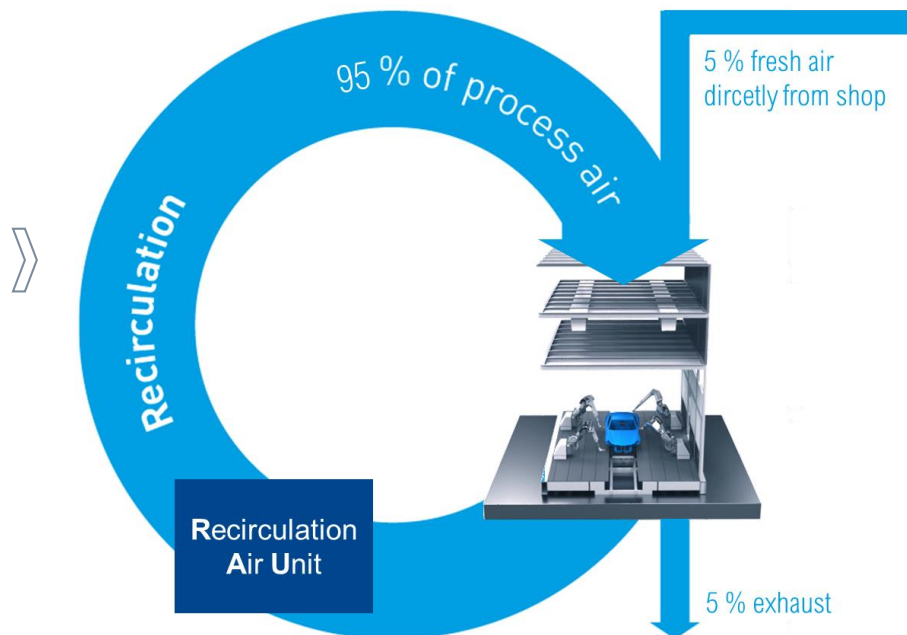 95 % of process air
5 % fresh air
dircetly from shop
Recirculation
Recirculation
Air Unit
5 % exhaust